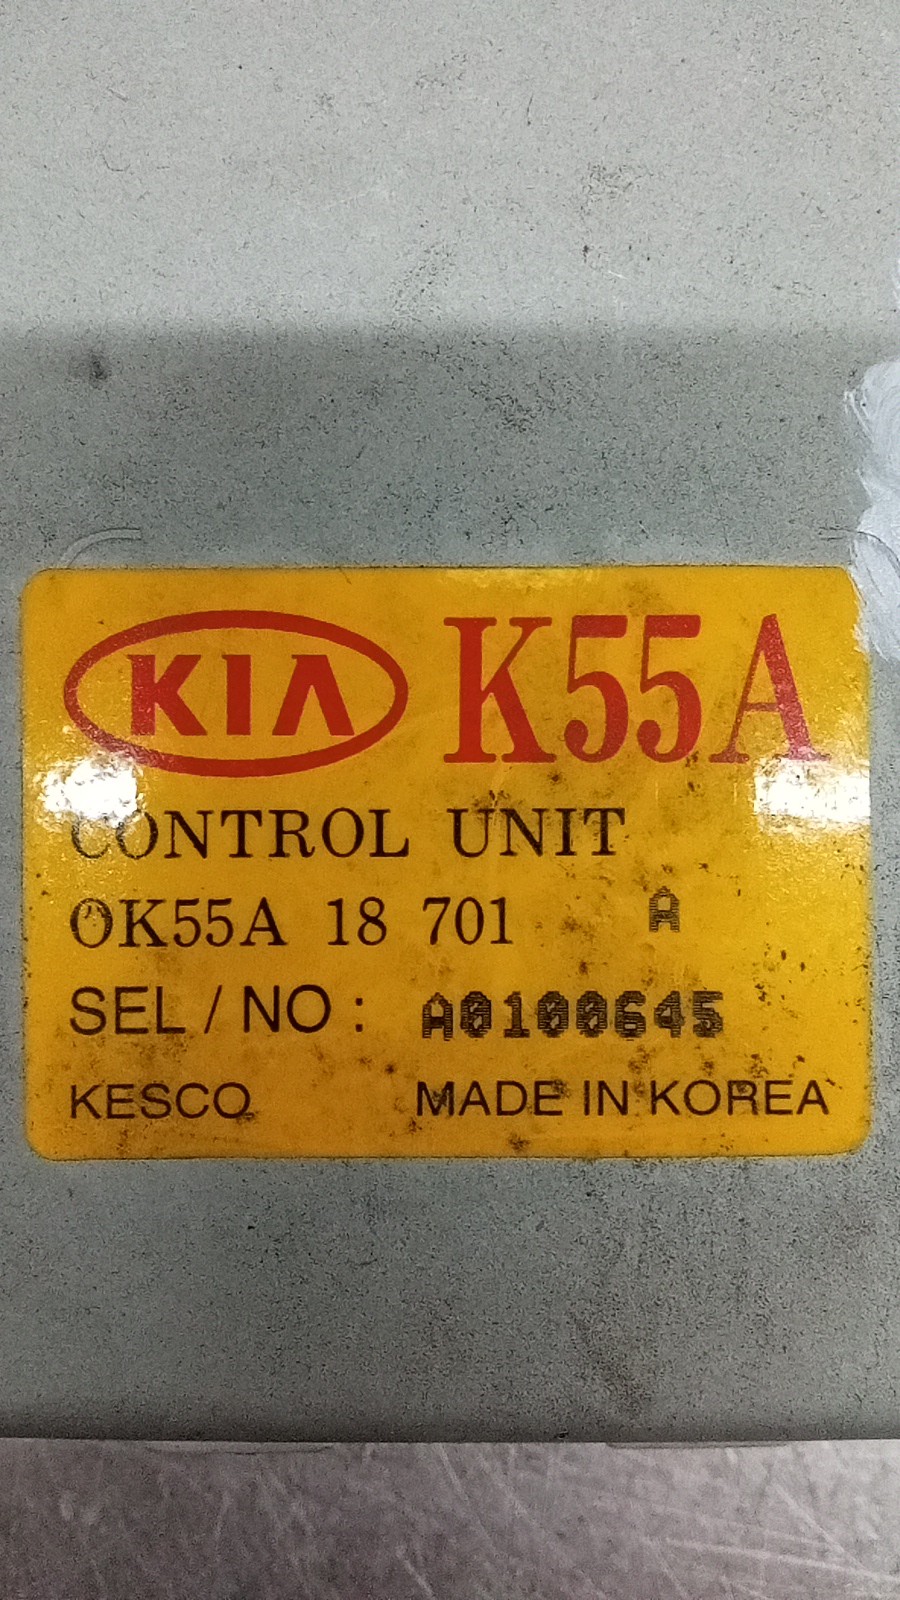 KIA K55A
CONTROL UNIT
OK55A 18 701 A
SEL / NO : A0100645
KESCO MADE IN KOREA